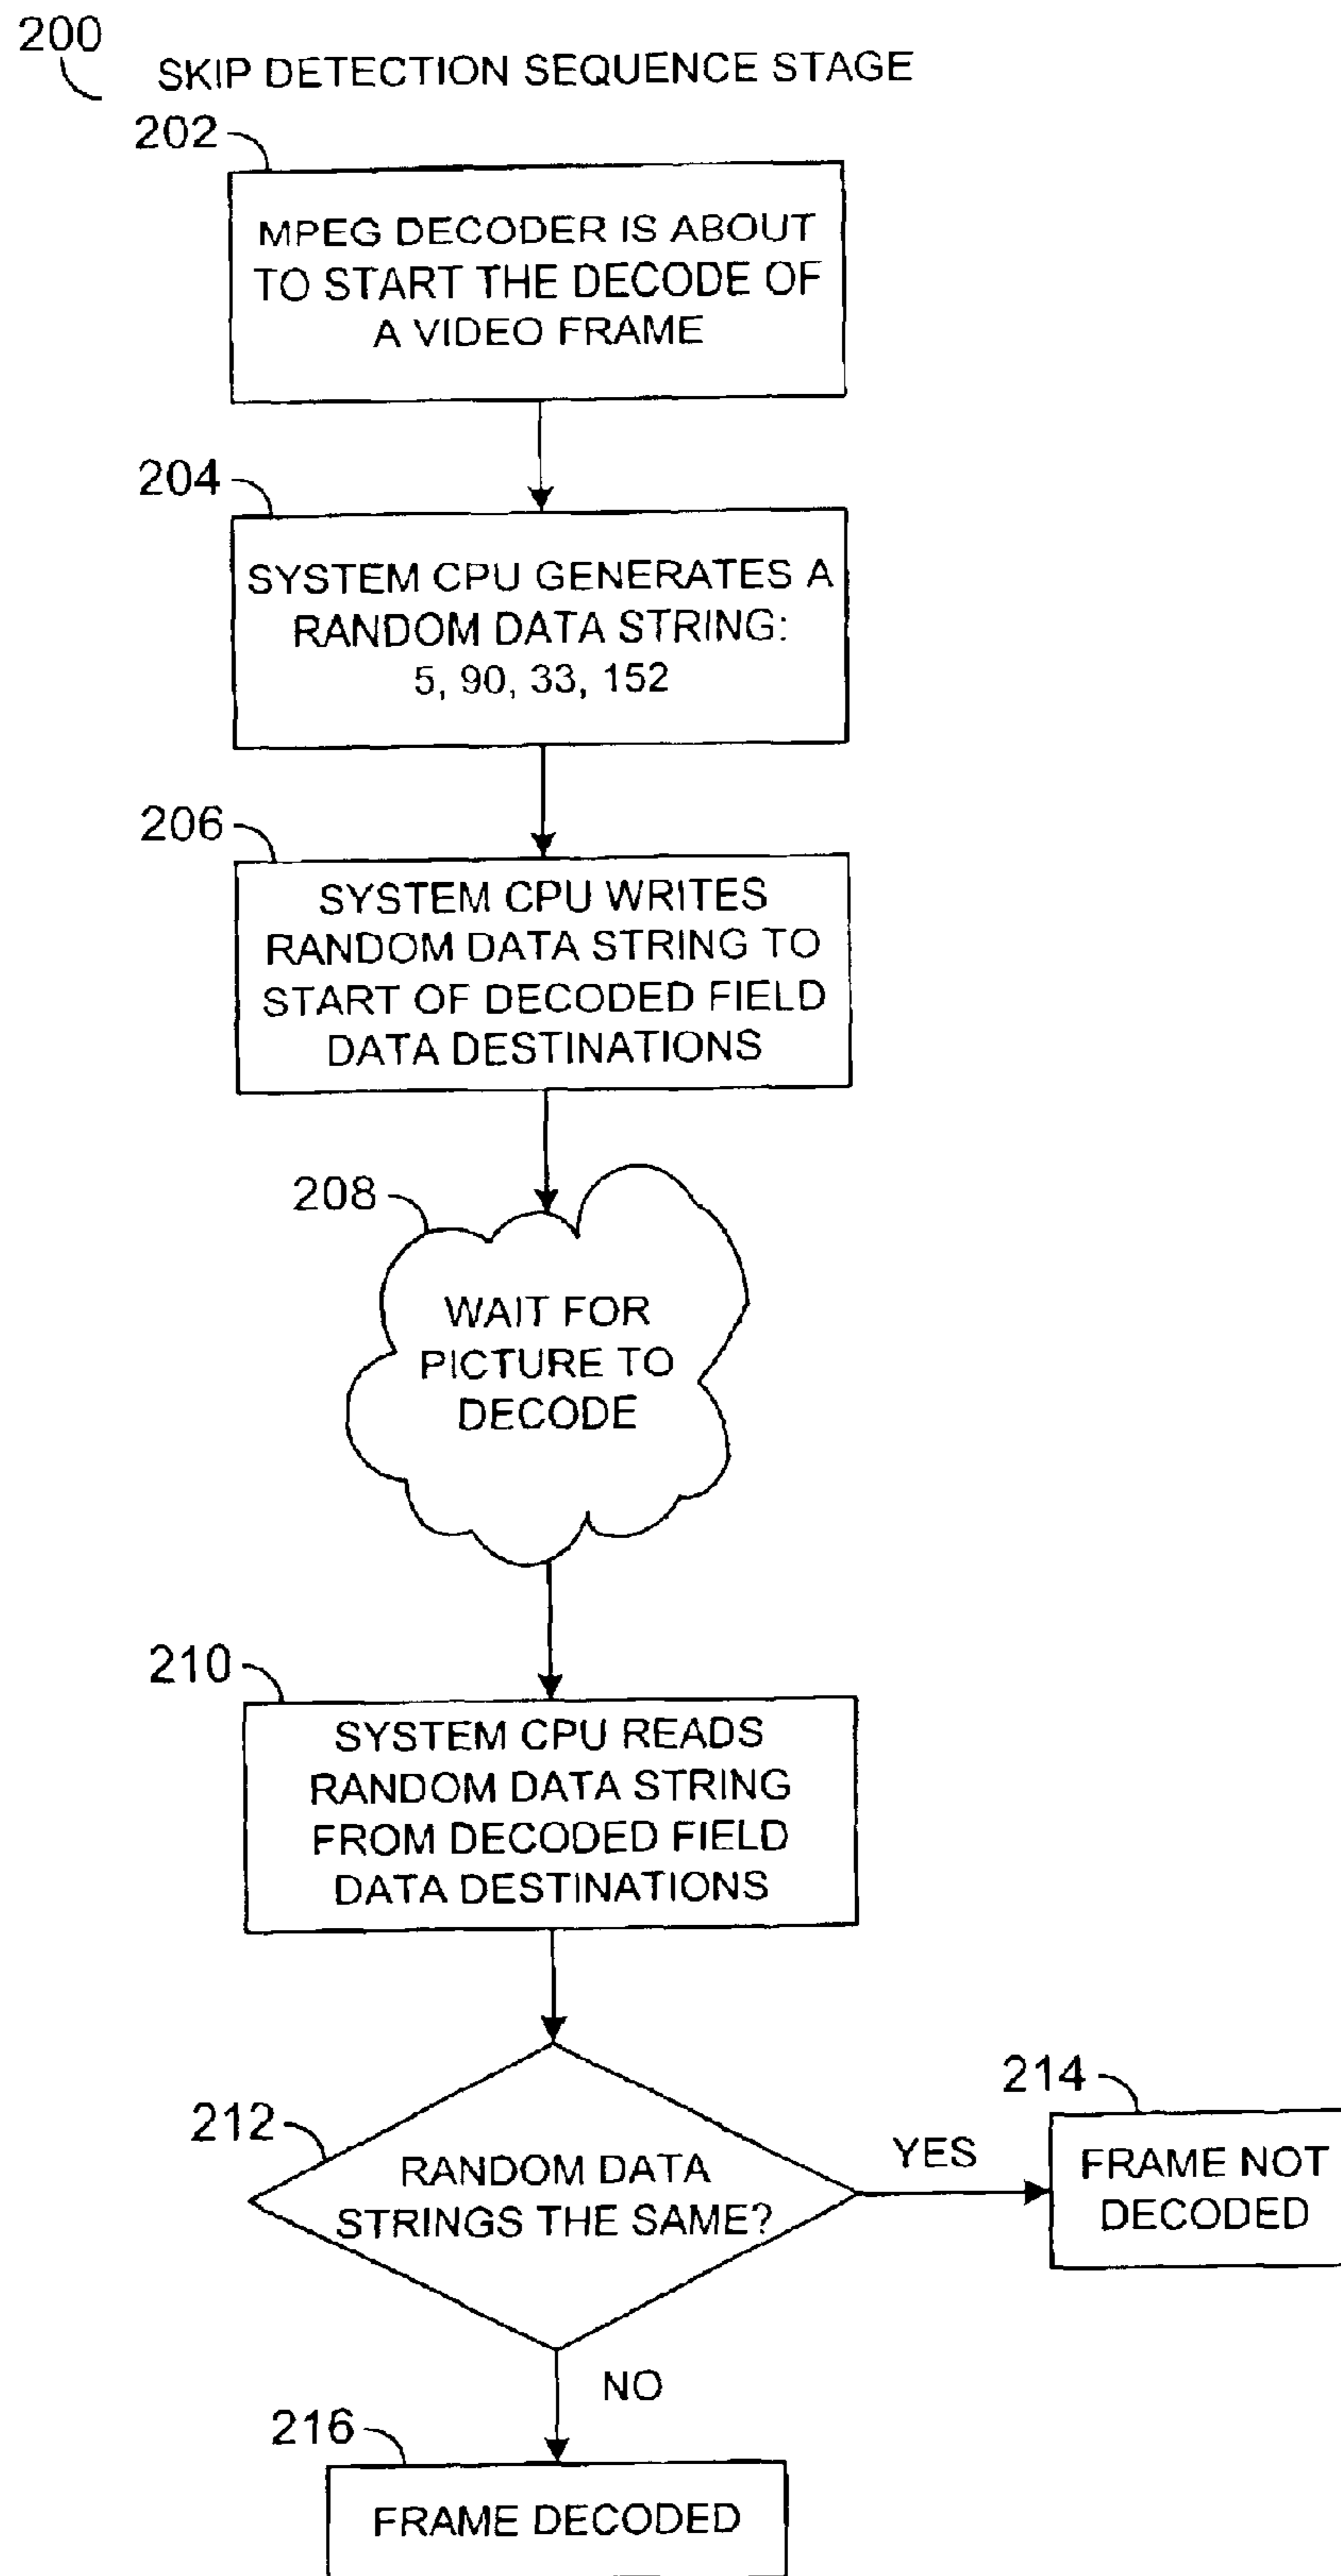 200
SKIP DETECTION SEQUENCE STAGE
202
MPEG DECODER IS ABOUT
TO START THE DECODE OF
A VIDEO FRAME
204
SYSTEM CPU GENERATES A
RANDOM DATA STRING:
5, 90, 33, 152
206
SYSTEM CPU WRITES
RANDOM DATA STRING TO
START OF DECODED FIELD
DATA DESTINATIONS
208
WAIT FOR
PICTURE TO
DECODE
210
SYSTEM CPU READS
RANDOM DATA STRING
FROM DECODED FIELD
DATA DESTINATIONS
212
RANDOM DATA
STRINGS THE SAME?
YES
214
FRAME NOT
DECODED
NO
216
FRAME DECODED